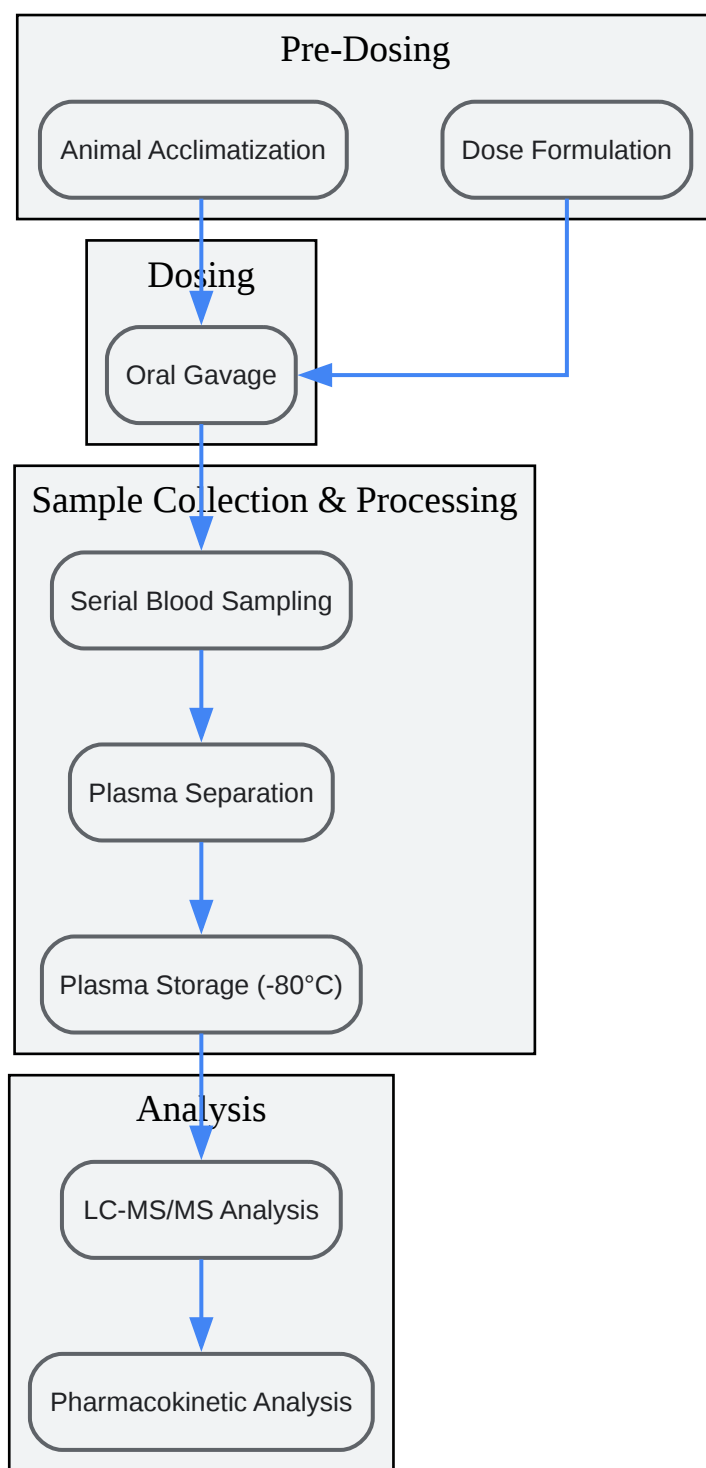 Pre-Dosing
Animal Acclimatization
Dose Formulation
Dosing
Oral Gavage
Sample Collection & Processing
Serial Blood Sampling
Plasma Separation
Plasma Storage (-80°C)
Analysis
LC-MS/MS Analysis
Pharmacokinetic Analysis